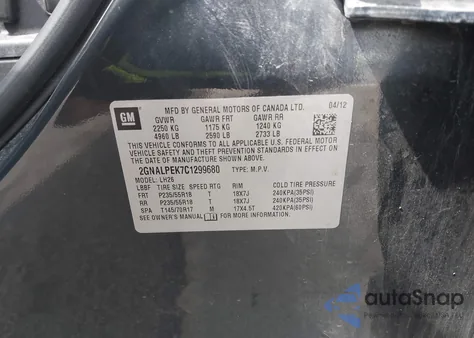 GM
MFD BY GENERAL MOTORS OF CANADA LTD. 04/12
GVWR GAWR FRT GAWR RR
2250 KG 1175 KG 1240 KG
4960 LB 2590 LB 2733 LB
THIS VEHICLE CONFORMS TO ALL APPLICABLE U.S. FEDERAL MOTOR
VEHICLE SAFETY, BUMPER, AND THEFT PREVENTION STANDARDS IN
EFFECT ON THE DATE OF MANUFACTURE SHOWN ABOVE.
2GNALPEK7C1299680 TYPE: M.P.V.
MODEL: LH26
LBBF TIRE SIZE SPEED RTG RIM COLD TIRE PRESSURE
FRT P235/55R18 T 18X7J 240KPA(35PSI)
RR P235/55R18 T 18X7J 240KPA(35PSI)
SPA T145/70R17 M 17X4.5T 420KPA(60PSI)
SEE OWNER'S MANUAL FOR ADDITIONAL INFORMATION
autoSnap